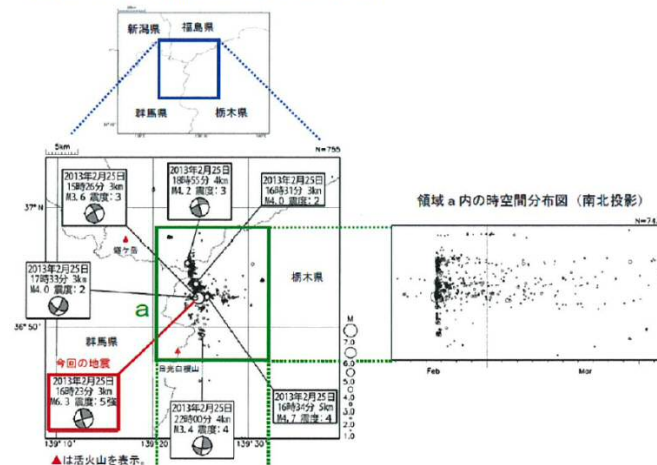 新潟県
福島県
群馬県
栃木県
5km
37°N
2013年2月25日
15時26分 3km
M3.6 震度：3
2013年2月25日
18時55分 4km
M4.2 震度：3
2013年2月25日
16時31分 3km
M4.0 震度：2
燧ケ岳
栃木県
2013年2月25日
17時33分 3km
M4.0 震度：2
a
36°50'
群馬県
今回の地震
2013年2月25日
16時23分 3km
M6.3 震度：5強
日光白根山
2013年2月25日
22時00分 4km
M3.4 震度：4
2013年2月25日
16時34分 5km
M4.7 震度：4
M
7.0
6.0
5.0
4.0
3.0
2.0
1.0
139°10'
139°20'
139°30'
▲は活火山を表示。
領域a内の時空間分布図（南北投影）
Feb
Mar